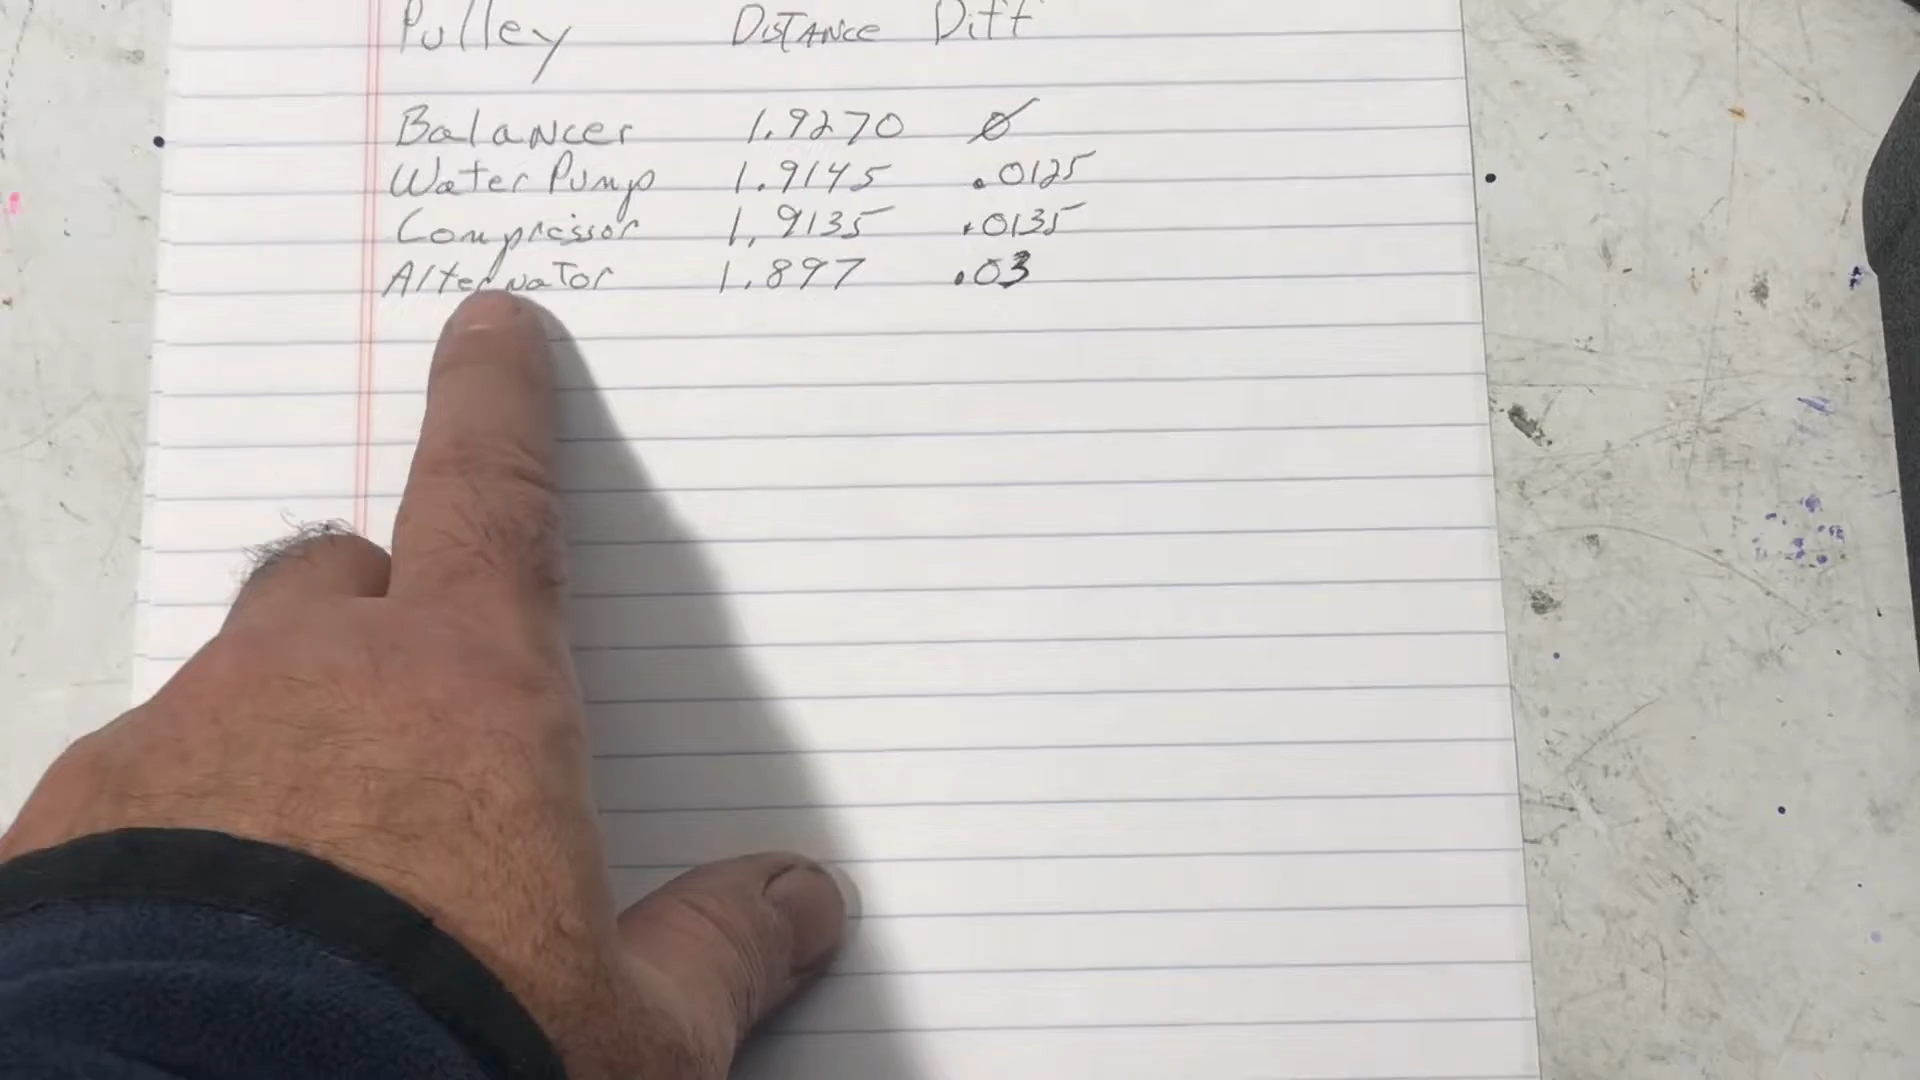 Pulley DISTANCE Diff
Balancer 1.9270 0
Water Pump 1.9145 .0125
Compressor 1.9135 .0135
Alternator 1.897 .03